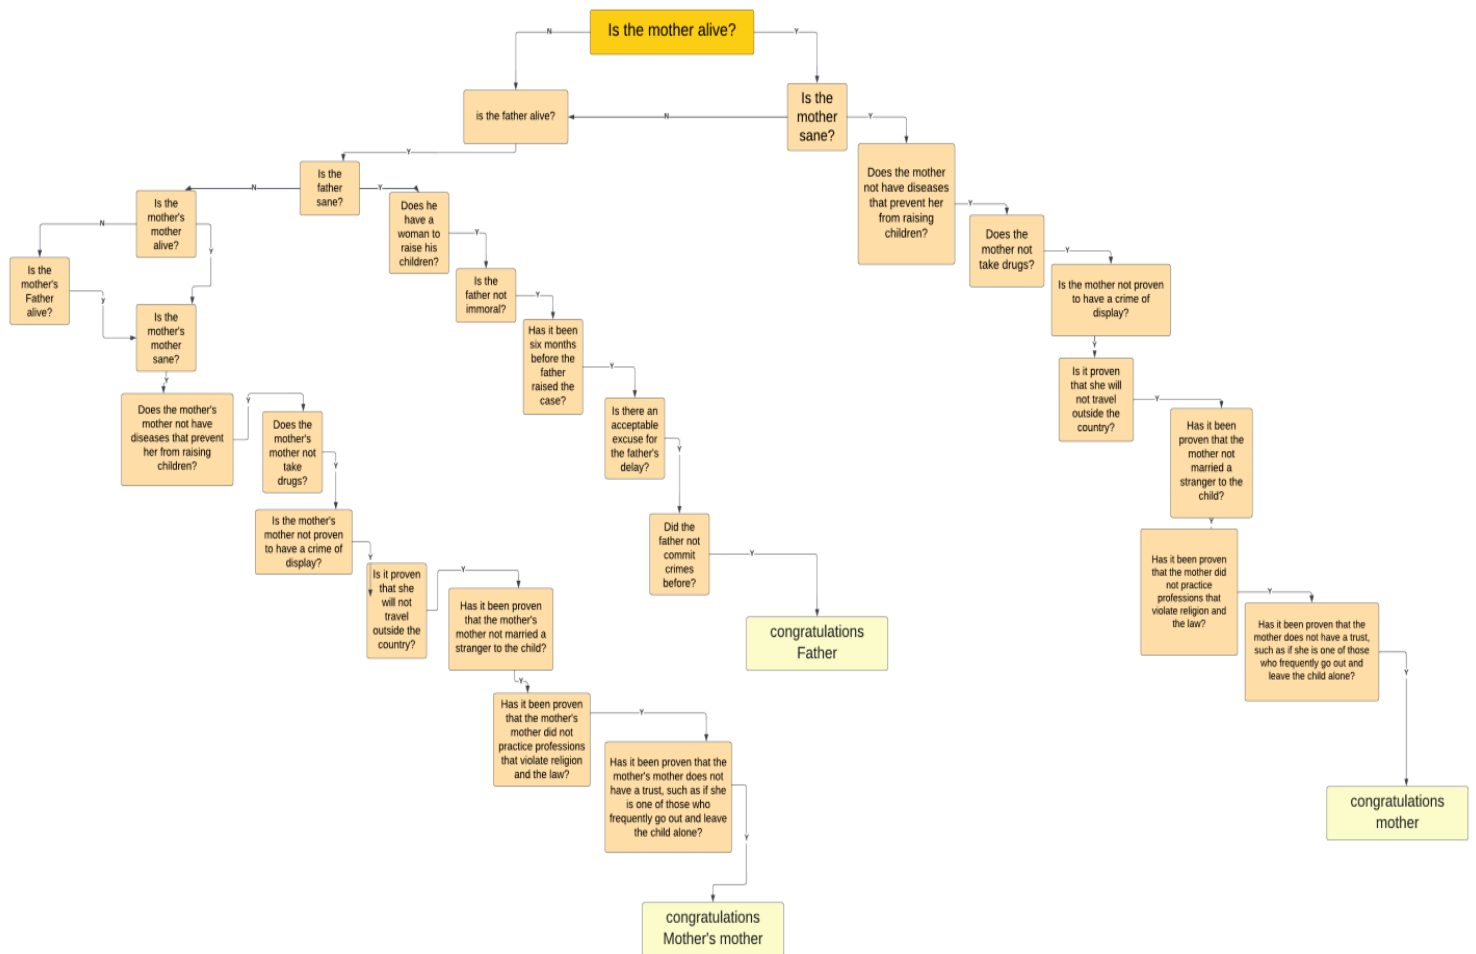 Is the mother alive?
N
Y
is the father alive?
N
Is the
mother
sane?
Y
Y
Does the mother
not have diseases
that prevent her
from raising
children?
Y
Does the
mother not
take drugs?
Y
Is the mother not proven
to have a crime of
display?
Y
Is it proven
that she will
not travel
outside the
country?
Y
Has it been
proven that the
mother not
married a
stranger to the
child?
Y
Has it been proven
that the mother did
not practice
professions that
violate religion and
the law?
Y
Has it been proven that the
mother does not have a trust,
such as if she is one of those
who frequently go out and
leave the child alone?
Y
congratulations
mother
Is the
father
sane?
N
Y
Does he
have a
woman to
raise his
children?
Y
Is the
father not
immoral?
Y
Has it been
six months
before the
father
raised the
case?
Y
Is there an
acceptable
excuse for
the father's
delay?
Y
Did the
father not
commit
crimes
before?
Y
congratulations
Father
Is the
mother's
mother
alive?
N
Y
Is the
mother's
Father
alive?
y
Is the
mother's
mother
sane?
Y
Does the mother's
mother not have
diseases that prevent
her from raising
children?
Y
Does the
mother's
mother not
take
drugs?
Y
Is the mother's
mother not proven
to have a crime of
display?
Y
Is it proven
that she
will not
travel
outside the
country?
Y
Has it been proven
that the mother's
mother not married a
stranger to the child?
Y
Has it been proven
that the mother's
mother did not
practice professions
that violate religion
and the law?
Y
Has it been proven that the
mother's mother does not
have a trust, such as if she
is one of those who
frequently go out and leave
the child alone?
Y
congratulations
Mother's mother